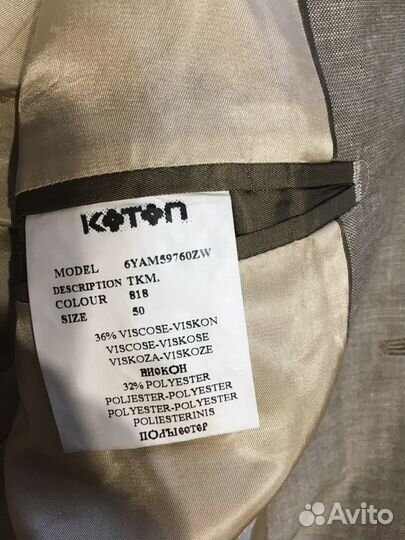 KOTON
MODEL 6YAM59760ZW
DESCRIPTION TKM.
COLOUR 818
SIZE 50
36% VISCOSE-VISKON
VISCOSE-VISKOSE
VISKOZA-VISKOZE
ВИСКОН
32% POLYESTER
POLJESTER-POLYESTER
POLYESTER-POLYESTER
POLIESTERINIS
ПОЛЫЕСТЕР
Avito